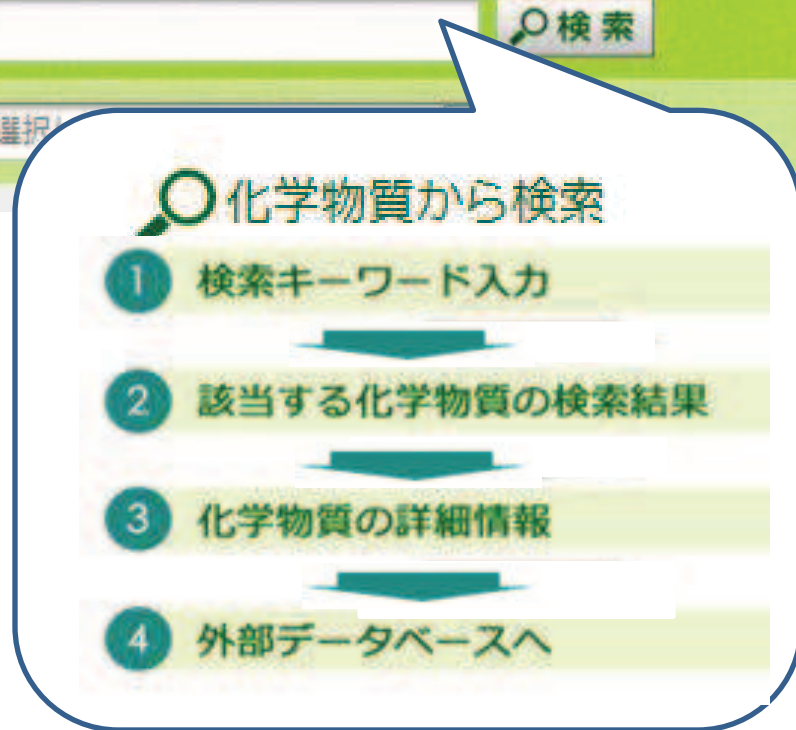 検索
選択
化学物質から検索
1 検索キーワード入力
2 該当する化学物質の検索結果
3 化学物質の詳細情報
4 外部データベースへ